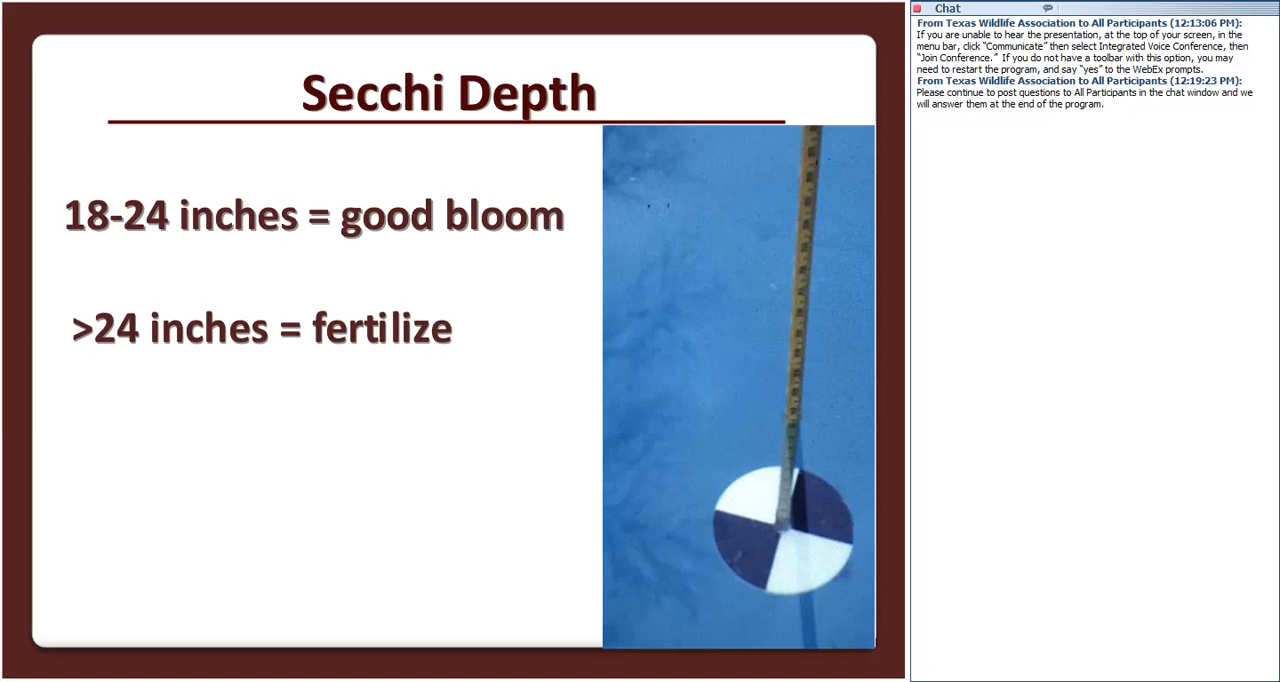 Secchi Depth
18-24 inches = good bloom
>24 inches = fertilize
Chat
From Texas Wildlife Association to All Participants (12:13:06 PM):
If you are unable to hear the presentation, at the top of your screen, in the
menu bar, click “Communicate” then select Integrated Voice Conference, then
“Join Conference.” If you do not have a toolbar with this option, you may
need to restart the program, and say “yes” to the WebEx prompts.
From Texas Wildlife Association to All Participants (12:19:23 PM):
Please continue to post questions to All Participants in the chat window and we
will answer them at the end of the program.